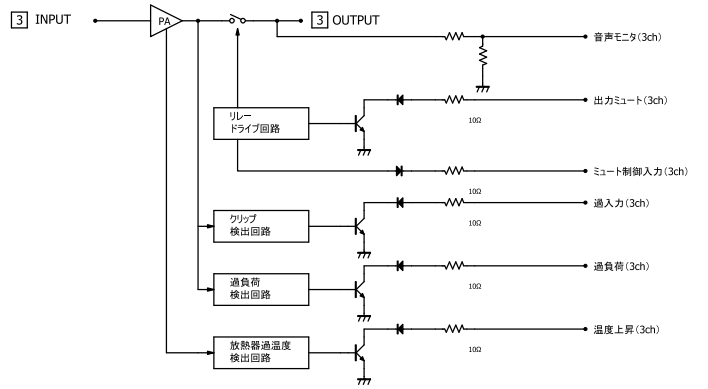 3 INPUT
PA
3 OUTPUT
音声モニタ(3ch)
出力ミュート(3ch)
リレー
ドライブ回路
10Ω
ミュート制御入力(3ch)
10Ω
過入力(3ch)
クリップ
検出回路
10Ω
過負荷(3ch)
過負荷
検出回路
10Ω
温度上昇(3ch)
放熱器過温度
検出回路
10Ω